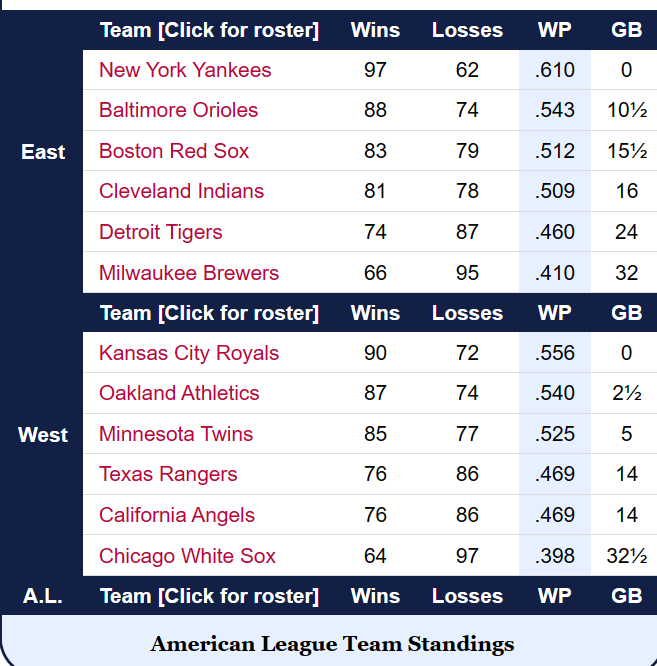 Team [Click for roster] Wins Losses WP GB
New York Yankees 97 62 .610 0
Baltimore Orioles 88 74 .543 10½
East Boston Red Sox 83 79 .512 15½
Cleveland Indians 81 78 .509 16
Detroit Tigers 74 87 .460 24
Milwaukee Brewers 66 95 .410 32
Team [Click for roster] Wins Losses WP GB
Kansas City Royals 90 72 .556 0
Oakland Athletics 87 74 .540 2½
West Minnesota Twins 85 77 .525 5
Texas Rangers 76 86 .469 14
California Angels 76 86 .469 14
Chicago White Sox 64 97 .398 32½
A.L. Team [Click for roster] Wins Losses WP GB
American League Team Standings